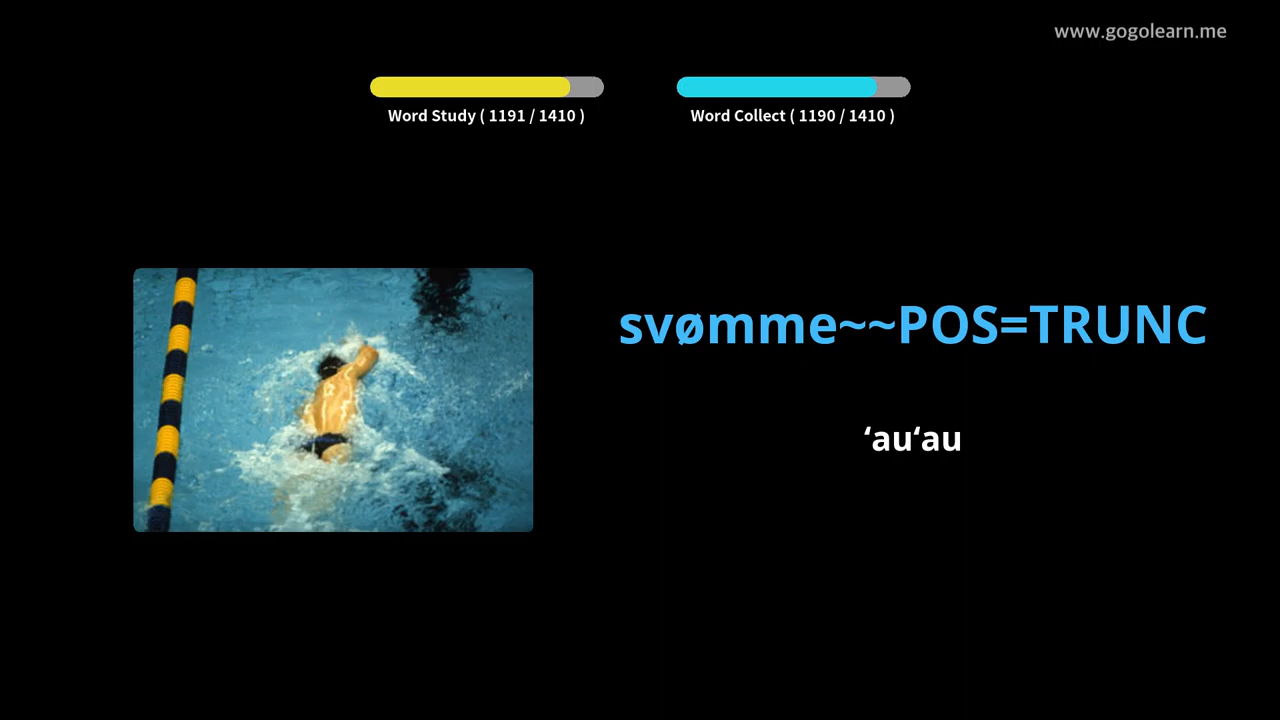 www.gogolearn.me
Word Study ( 1191 / 1410 )
Word Collect ( 1190 / 1410 )
svømme~~POS=TRUNC
ʻauʻau